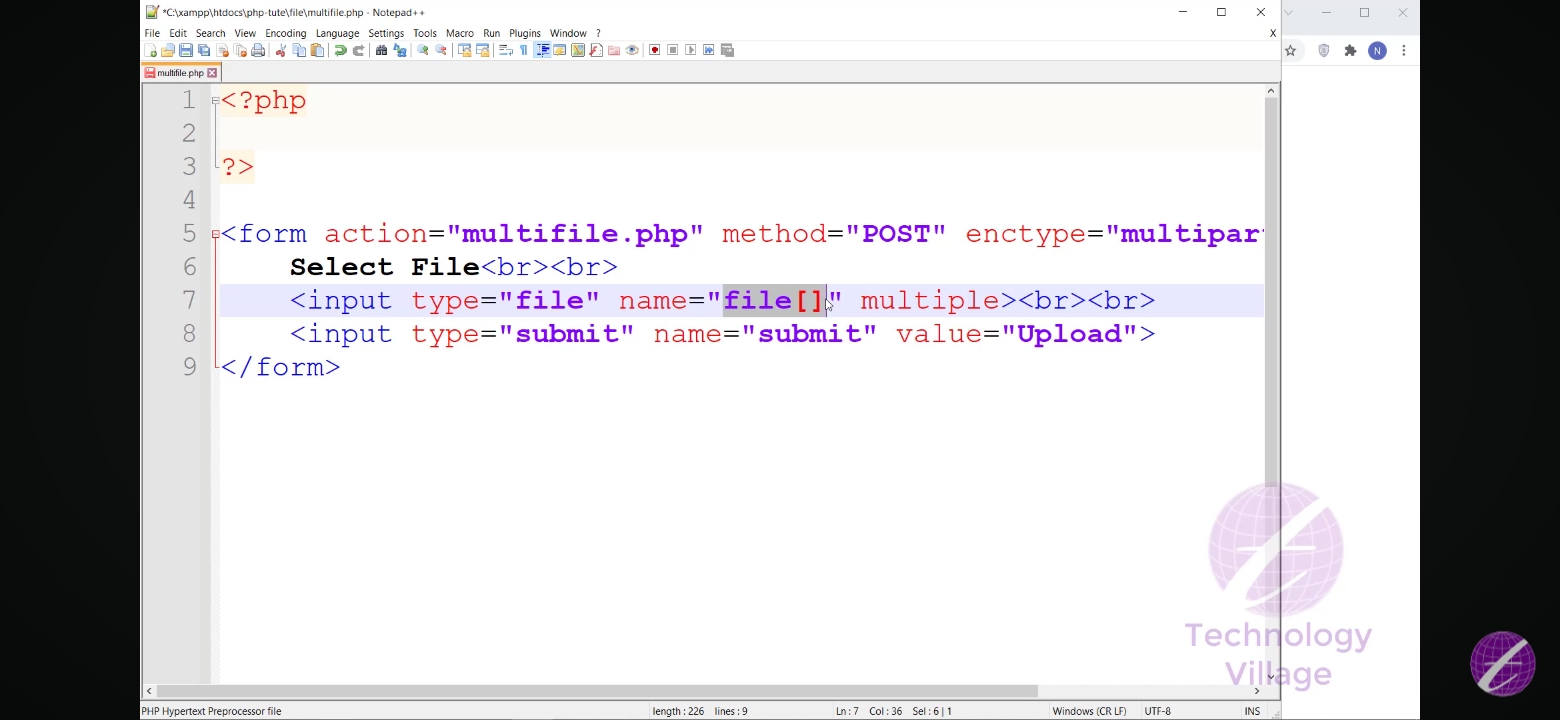 *C:\xampp\htdocs\php-tute\file\multifile.php - Notepad++
File Edit Search View Encoding Language Settings Tools Macro Run Plugins Window ? X
multifile.php
1 <?php
2
3 ?>
4
5 <form action="multifile.php" method="POST" enctype="multipar
6 Select File<br><br>
7 <input type="file" name="file[]" multiple><br><br>
8 <input type="submit" name="submit" value="Upload">
9 </form>
N
Technology
Village
PHP Hypertext Preprocessor file length : 226 lines : 9 Ln : 7 Col : 36 Sel : 6 | 1 Windows (CR LF) UTF-8 INS